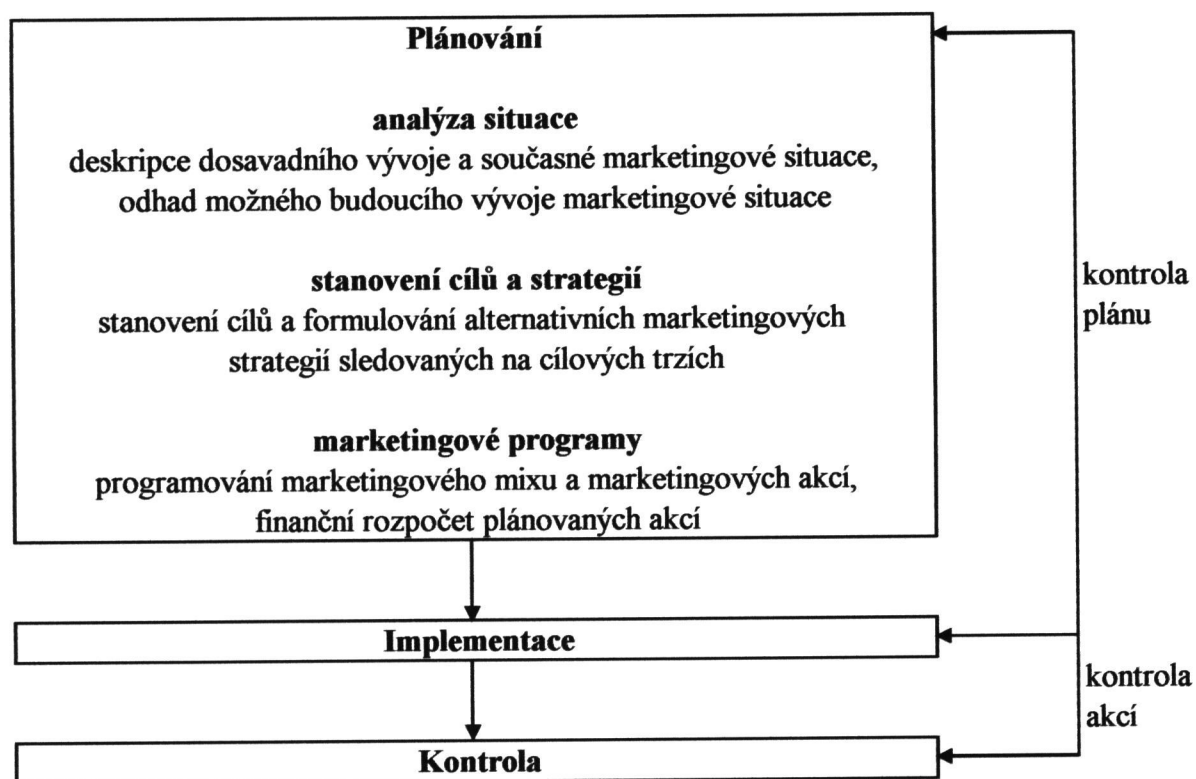 Plánování
analýza situace
deskripce dosavadního vývoje a současné marketingové situace,
odhad možného budoucího vývoje marketingové situace
stanovení cílů a strategií
stanovení cílů a formulování alternativních marketingových
strategií sledovaných na cílových trzích
marketingové programy
programování marketingového mixu a marketingových akcí,
finanční rozpočet plánovaných akcí
kontrola
plánu
Implementace
kontrola
akcí
Kontrola